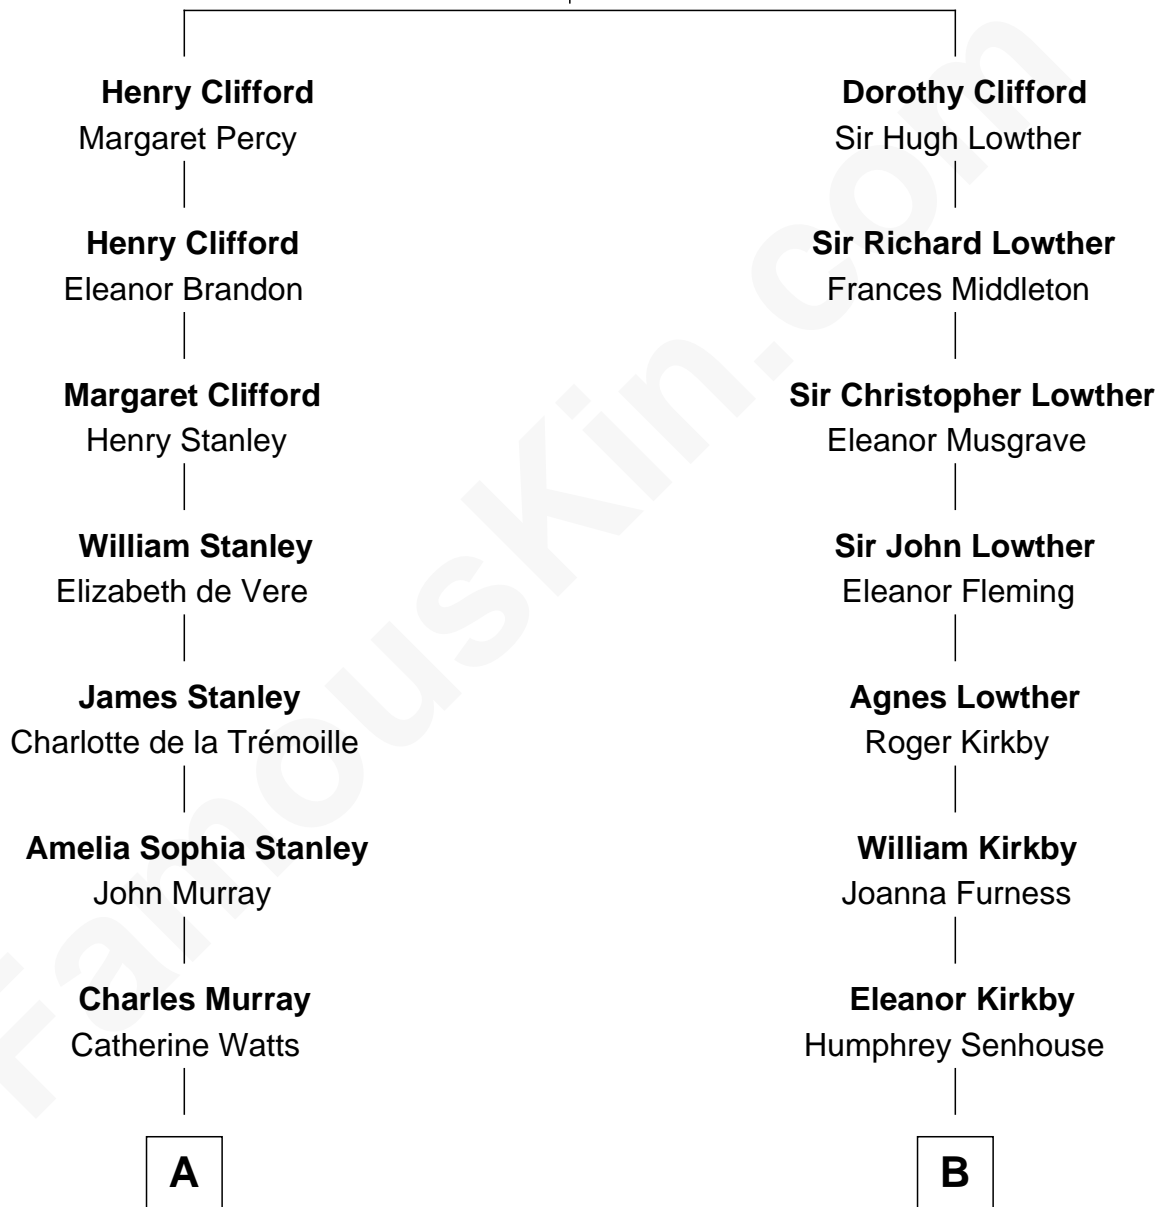 Henry Clifford
Margaret Percy
Henry Clifford
Eleanor Brandon
Margaret Clifford
Henry Stanley
William Stanley
Elizabeth de Vere
James Stanley
Charlotte de la Trémoille
Amelia Sophia Stanley
John Murray
Charles Murray
Catherine Watts
A
Dorothy Clifford
Sir Hugh Lowther
Sir Richard Lowther
Frances Middleton
Sir Christopher Lowther
Eleanor Musgrave
Sir John Lowther
Eleanor Fleming
Agnes Lowther
Roger Kirkby
William Kirkby
Joanna Furness
Eleanor Kirkby
Humphrey Senhouse
B
FamousKin.com